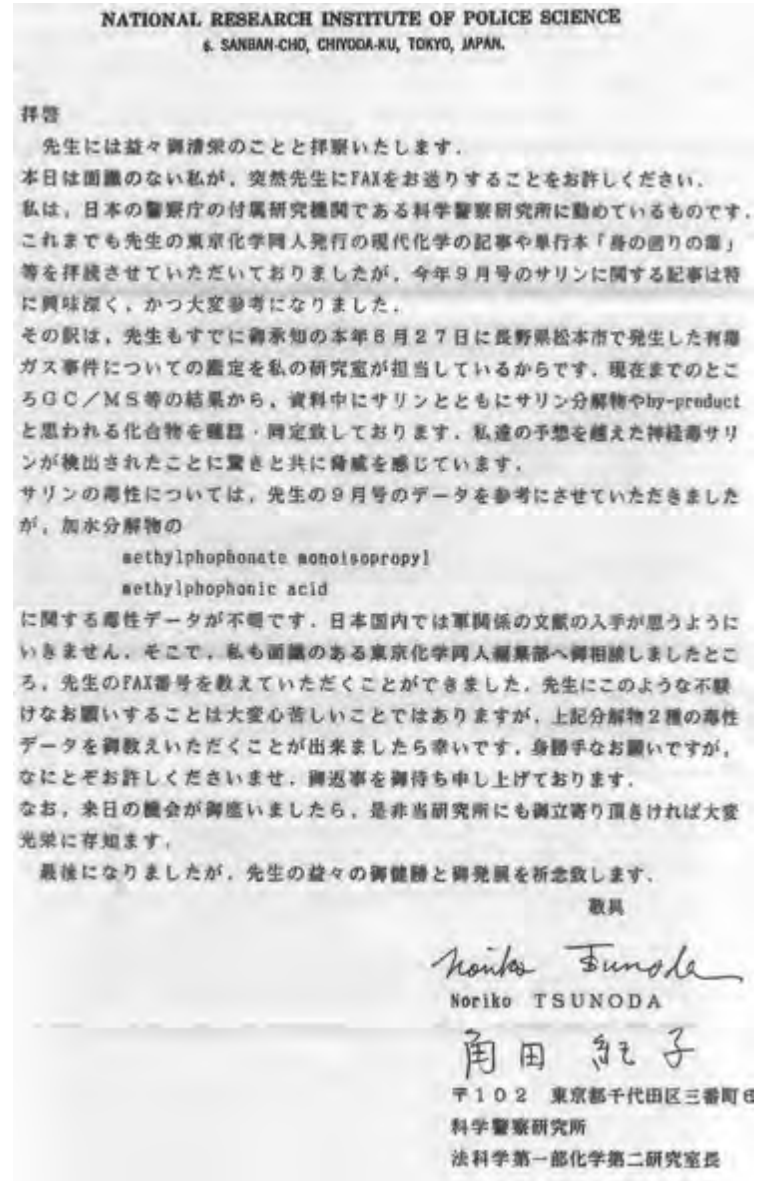 NATIONAL RESEARCH INSTITUTE OF POLICE SCIENCE
6. SANBAN-CHO, CHIYODA-KU, TOKYO, JAPAN.
拝啓
先生には益々御清栄のことと拝察いたします.
本日は面識のない私が、突然先生にFAXをお送りすることをお許しください.
私は、日本の警察庁の付属研究機関である科学警察研究所に勤めているものです.
これまでも先生の東京化学同人発行の現代化学の記事や単行本「身の回りの毒」
等を拝読させていただいておりましたが、今年9月号のサリンに関する記事は特
に興味深く、かつ大変参考になりました.
その訳は、先生もすでに御承知の本年6月27日に長野県松本市で発生した有毒
ガス事件についての鑑定を私の研究室が担当しているからです. 現在までのとこ
ろGC/MS等の結果から、資料中にサリンとともにサリン分解物やby-product
と思われる化合物を確認・同定致しております. 私達の予想を越えた神経毒サリ
ンが検出されたことに驚きと共に脅威を感じています.
サリンの毒性については、先生の9月号のデータを参考にさせていただきました
が、加水分解物の
methylphophonate monoisopropyl
methylphophonic acid
に関する毒性データが不明です. 日本国内では軍関係の文献の入手が思うように
いきません. そこで、私も面識のある東京化学同人編集部へ御相談しましたとこ
ろ、先生のFAX番号を教えていただくことができました. 先生にこのような不躾
けなお願いすることは大変心苦しいことではありますが、上記分解物2種の毒性
データを御教えいただくことが出来ましたら幸いです. 身勝手なお願いですが、
なにとぞお許しくださいませ. 御返事を御待ち申し上げております.
なお、来日の機会が御座いましたら、是非当研究所にも御立寄り頂きければ大変
光栄に存知ます.
最後になりましたが、先生の益々の御健勝と御発展を祈念致します.
敬具
Noriko Tsunoda
Noriko TSUNODA
角田 紀子
〒102 東京都千代田区三番町6
科学警察研究所
法科学第一部化学第二研究室長